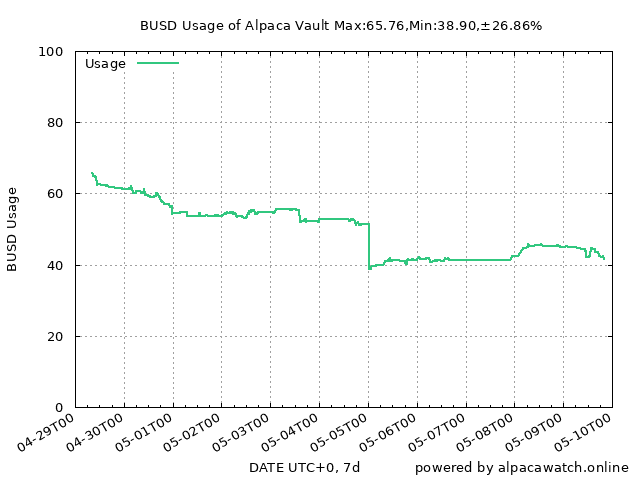 BUSD Usage of Alpaca Vault Max:65.76,Min:38.90,±26.86%
100
Usage
80
60
BUSD Usage
40
20
0
04-29T00 04-30T00 05-01T00 05-02T00 05-03T00 05-04T00 05-05T00 05-06T00 05-07T00 05-08T00 05-09T00 05-10T00
DATE UTC+0, 7d powered by alpacawatch.online